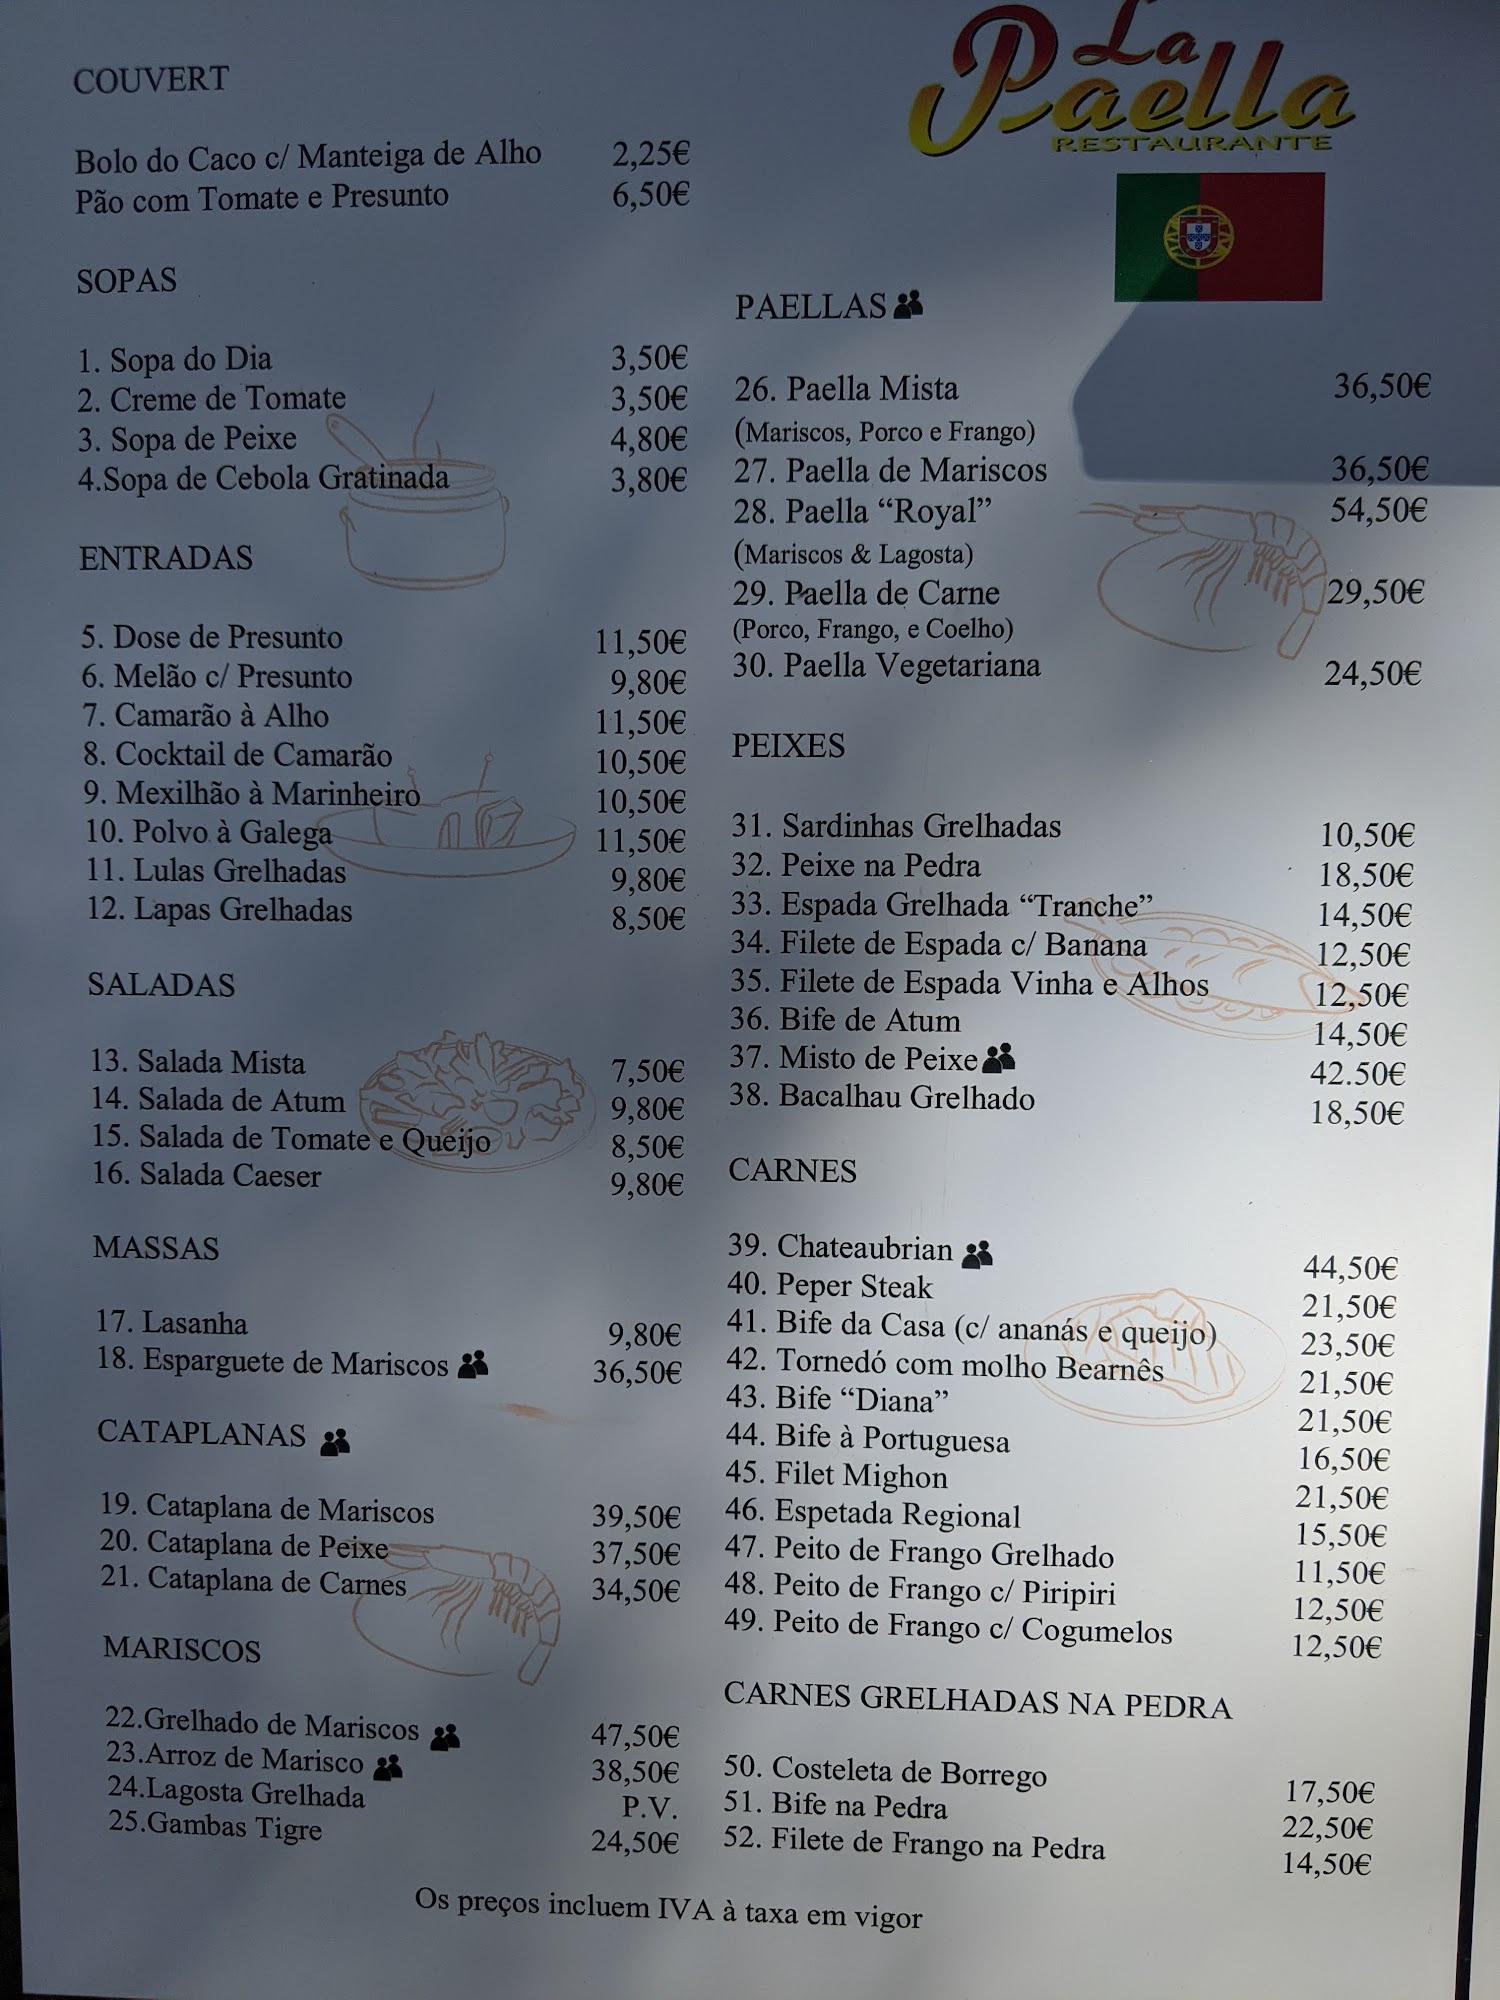 La
Paella
RESTAURANTE
COUVERT
Bolo do Caco c/ Manteiga de Alho 2,25€
Pão com Tomate e Presunto 6,50€
SOPAS
1. Sopa do Dia 3,50€
2. Creme de Tomate 3,50€
3. Sopa de Peixe 4,80€
4.Sopa de Cebola Gratinada 3,80€
ENTRADAS
5. Dose de Presunto 11,50€
6. Melão c/ Presunto 9,80€
7. Camarão à Alho 11,50€
8. Cocktail de Camarão 10,50€
9. Mexilhão à Marinheiro 10,50€
10. Polvo à Galega 11,50€
11. Lulas Grelhadas 9,80€
12. Lapas Grelhadas 8,50€
SALADAS
13. Salada Mista 7,50€
14. Salada de Atum 9,80€
15. Salada de Tomate e Queijo 8,50€
16. Salada Caeser 9,80€
MASSAS
17. Lasanha 9,80€
18. Esparguete de Mariscos 36,50€
CATAPLANAS
19. Cataplana de Mariscos 39,50€
20. Cataplana de Peixe 37,50€
21. Cataplana de Carnes 34,50€
MARISCOS
22.Grelhado de Mariscos 47,50€
23.Arroz de Marisco 38,50€
24.Lagosta Grelhada P.V.
25.Gambas Tigre 24,50€
PAELLAS
26. Paella Mista 36,50€
(Mariscos, Porco e Frango)
27. Paella de Mariscos 36,50€
28. Paella “Royal” 54,50€
(Mariscos & Lagosta)
29. Paella de Carne 29,50€
(Porco, Frango, e Coelho)
30. Paella Vegetariana 24,50€
PEIXES
31. Sardinhas Grelhadas 10,50€
32. Peixe na Pedra 18,50€
33. Espada Grelhada “Tranche” 14,50€
34. Filete de Espada c/ Banana 12,50€
35. Filete de Espada Vinha e Alhos 12,50€
36. Bife de Atum 14,50€
37. Misto de Peixe 42.50€
38. Bacalhau Grelhado 18,50€
CARNES
39. Chateaubrian 44,50€
40. Peper Steak 21,50€
41. Bife da Casa (c/ ananás e queijo) 23,50€
42. Tornedó com molho Bearnês 21,50€
43. Bife “Diana” 21,50€
44. Bife à Portuguesa 16,50€
45. Filet Mighon 21,50€
46. Espetada Regional 15,50€
47. Peito de Frango Grelhado 11,50€
48. Peito de Frango c/ Piripiri 12,50€
49. Peito de Frango c/ Cogumelos 12,50€
CARNES GRELHADAS NA PEDRA
50. Costeleta de Borrego 17,50€
51. Bife na Pedra 22,50€
52. Filete de Frango na Pedra 14,50€
Os preços incluem IVA à taxa em vigor